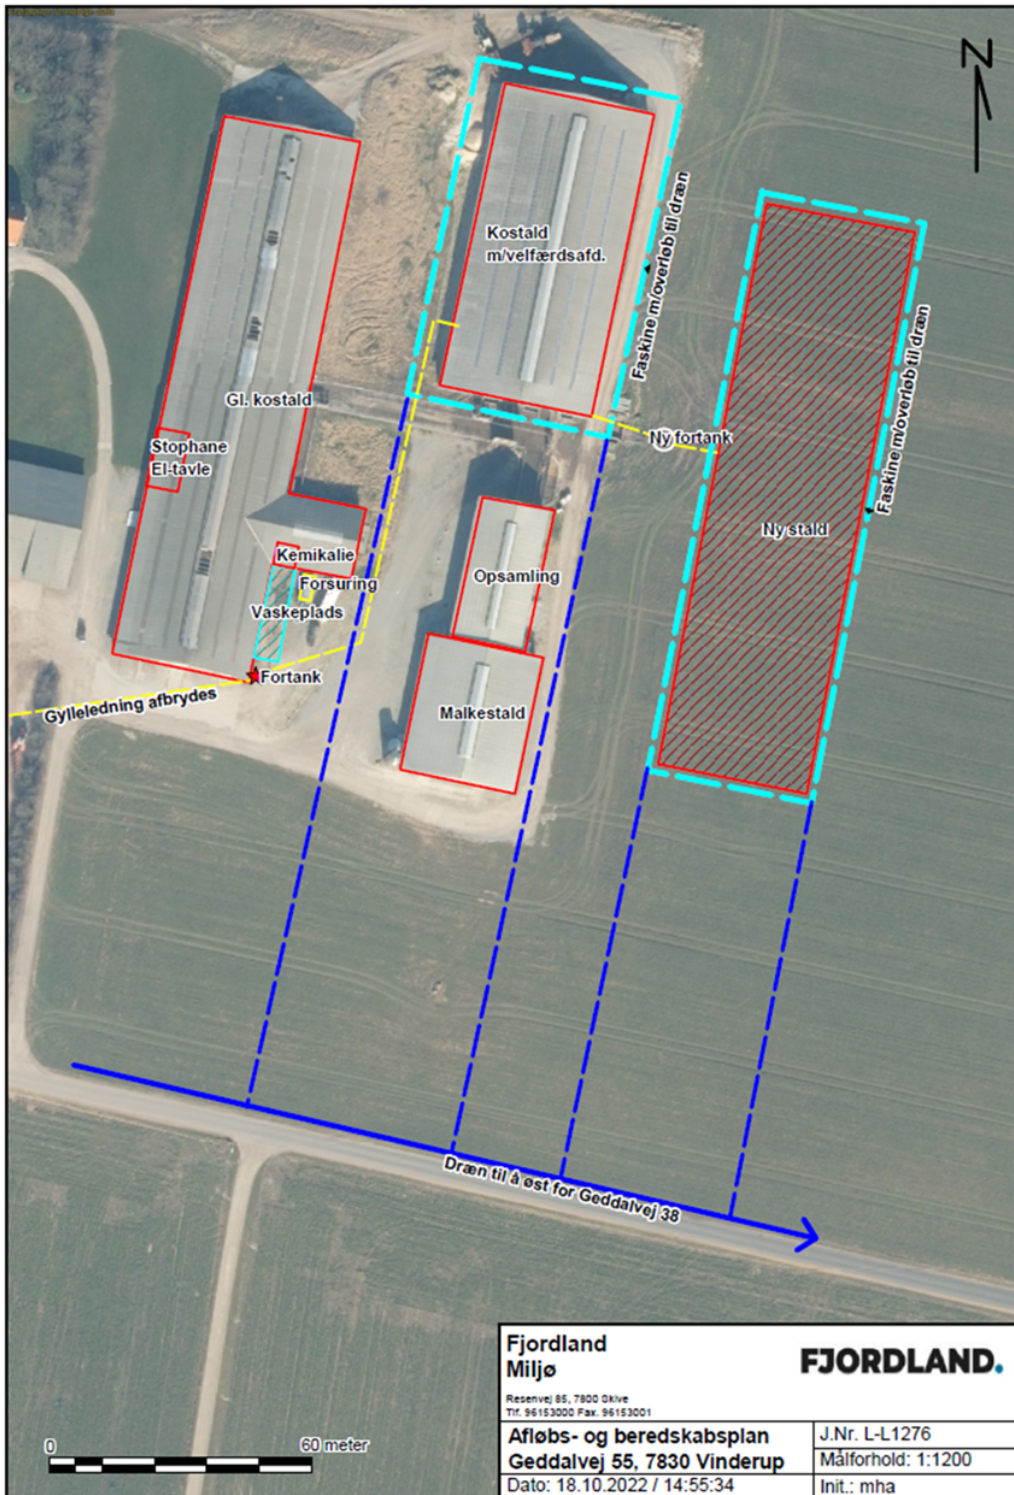 N
Kostald
m/velfærdsafd.
Faskine m/overløb til dræn
Faskine m/overløb til dræn
Gl. kostald
Stophane
El-tavle
Ny fortank
Ny stald
Kemikalie
Forsuring
Opsamling
Vaskeplads
Fortank
Gylleledning afbrydes
Malkestald
Dræn til å øst for Geddalvej 38
0
60 meter
Fjordland
Miljø
FJORDLAND.
Resenvej 85, 7800 Skive
Tlf. 96153000 Fax. 96153001
Afløbs- og beredskabsplan
Geddalvej 55, 7830 Vinderup
Dato: 18.10.2022 / 14:55:34
J.Nr. L-L1276
Målforhold: 1:1200
Init.: mha